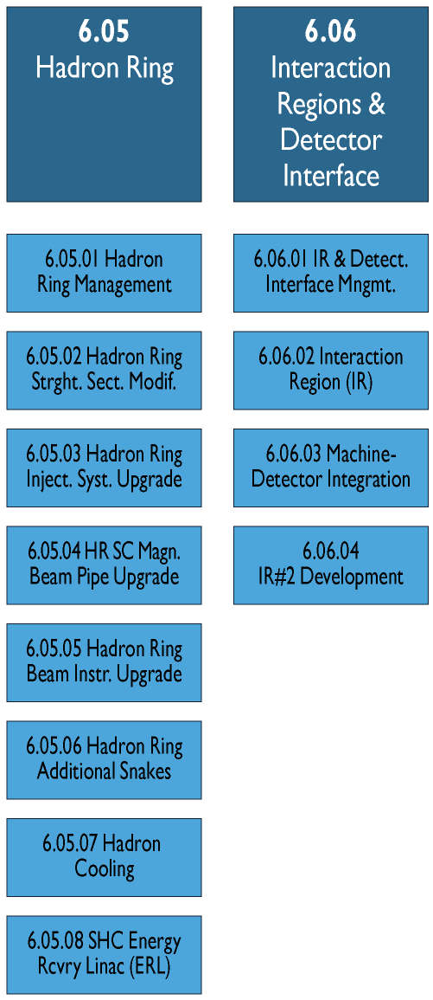 6.05
Hadron Ring
6.05.01 Hadron
Ring Management
6.05.02 Hadron Ring
Strght. Sect. Modif.
6.05.03 Hadron Ring
Inject. Syst. Upgrade
6.05.04 HR SC Magn.
Beam Pipe Upgrade
6.05.05 Hadron Ring
Beam Instr. Upgrade
6.05.06 Hadron Ring
Additional Snakes
6.05.07 Hadron
Cooling
6.05.08 SHC Energy
Rcvry Linac (ERL)
6.06
Interaction
Regions &
Detector
Interface
6.06.01 IR & Detect.
Interface Mngmt.
6.06.02 Interaction
Region (IR)
6.06.03 Machine-
Detector Integration
6.06.04
IR#2 Development